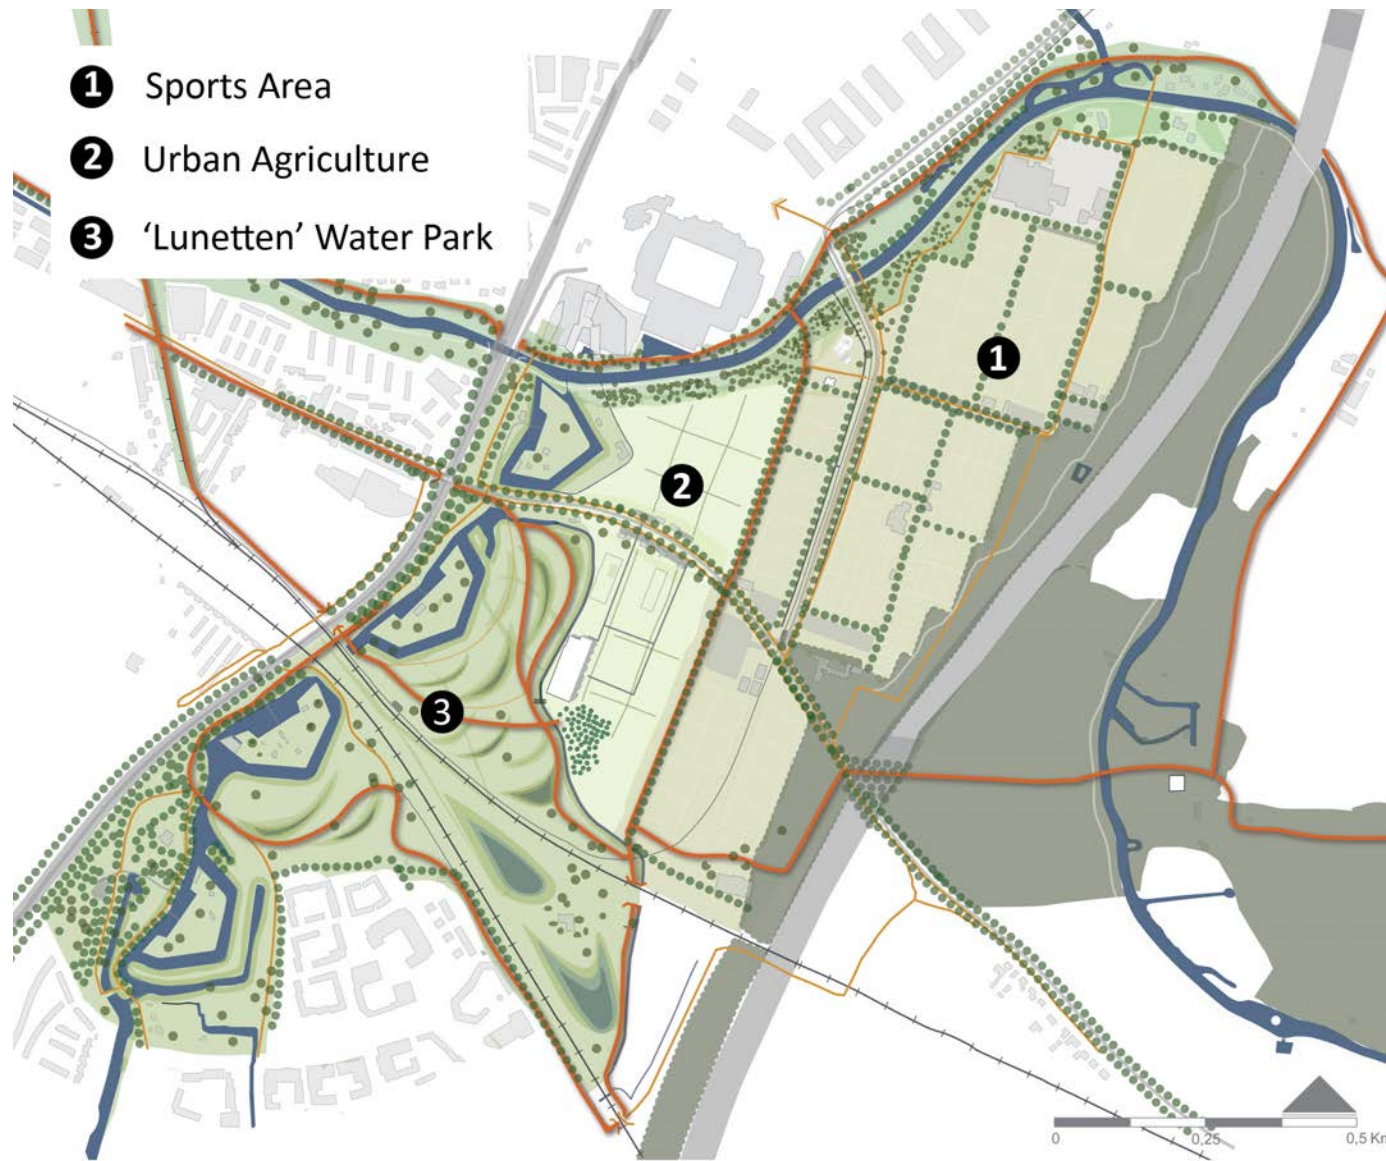 1 Sports Area
2 Urban Agriculture
3 ‘Lunetten’ Water Park
1
2
3
0 0,25 0,5 Km